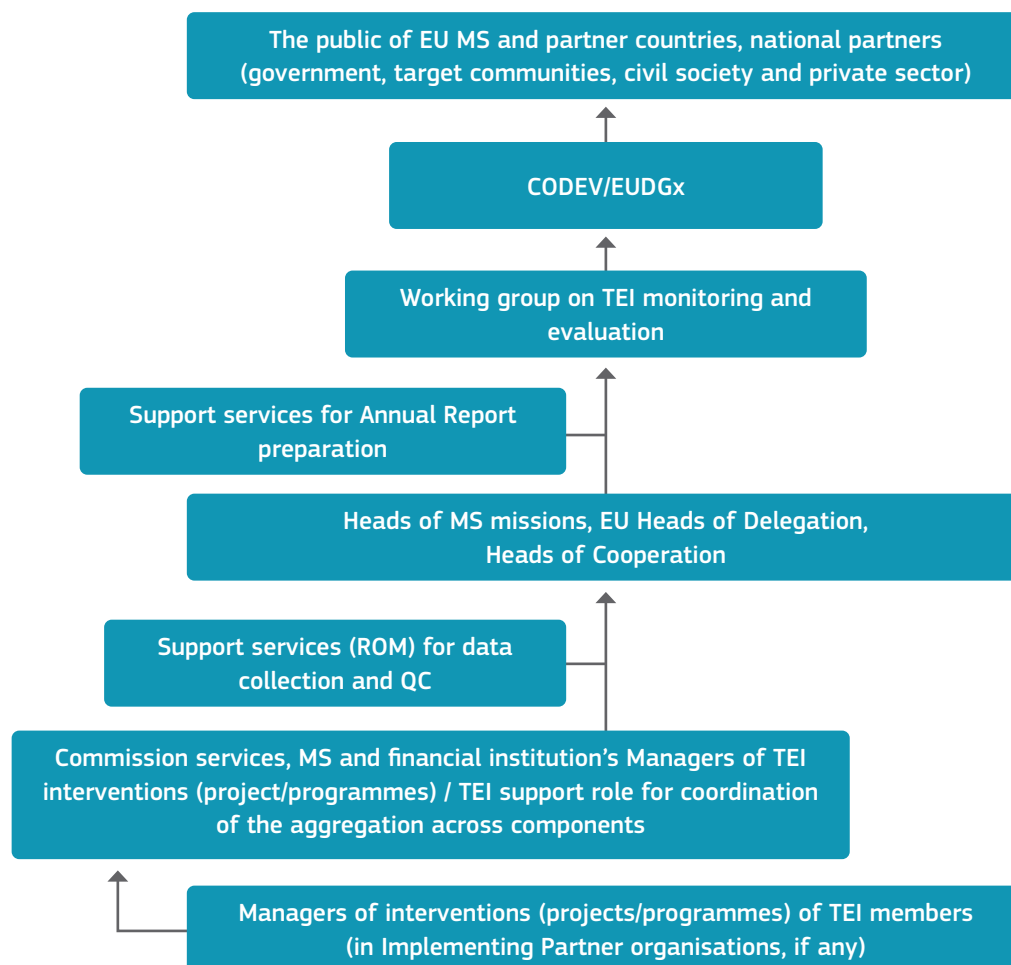 The public of EU MS and partner countries, national partners
(government, target communities, civil society and private sector)
CODEV/EUDGx
Working group on TEI monitoring and
evaluation
Support services for Annual Report
preparation
Heads of MS missions, EU Heads of Delegation,
Heads of Cooperation
Support services (ROM) for data
collection and QC
Commission services, MS and financial institution’s Managers of TEI
interventions (project/programmes) / TEI support role for coordination
of the aggregation across components
Managers of interventions (projects/programmes) of TEI members
(in Implementing Partner organisations, if any)